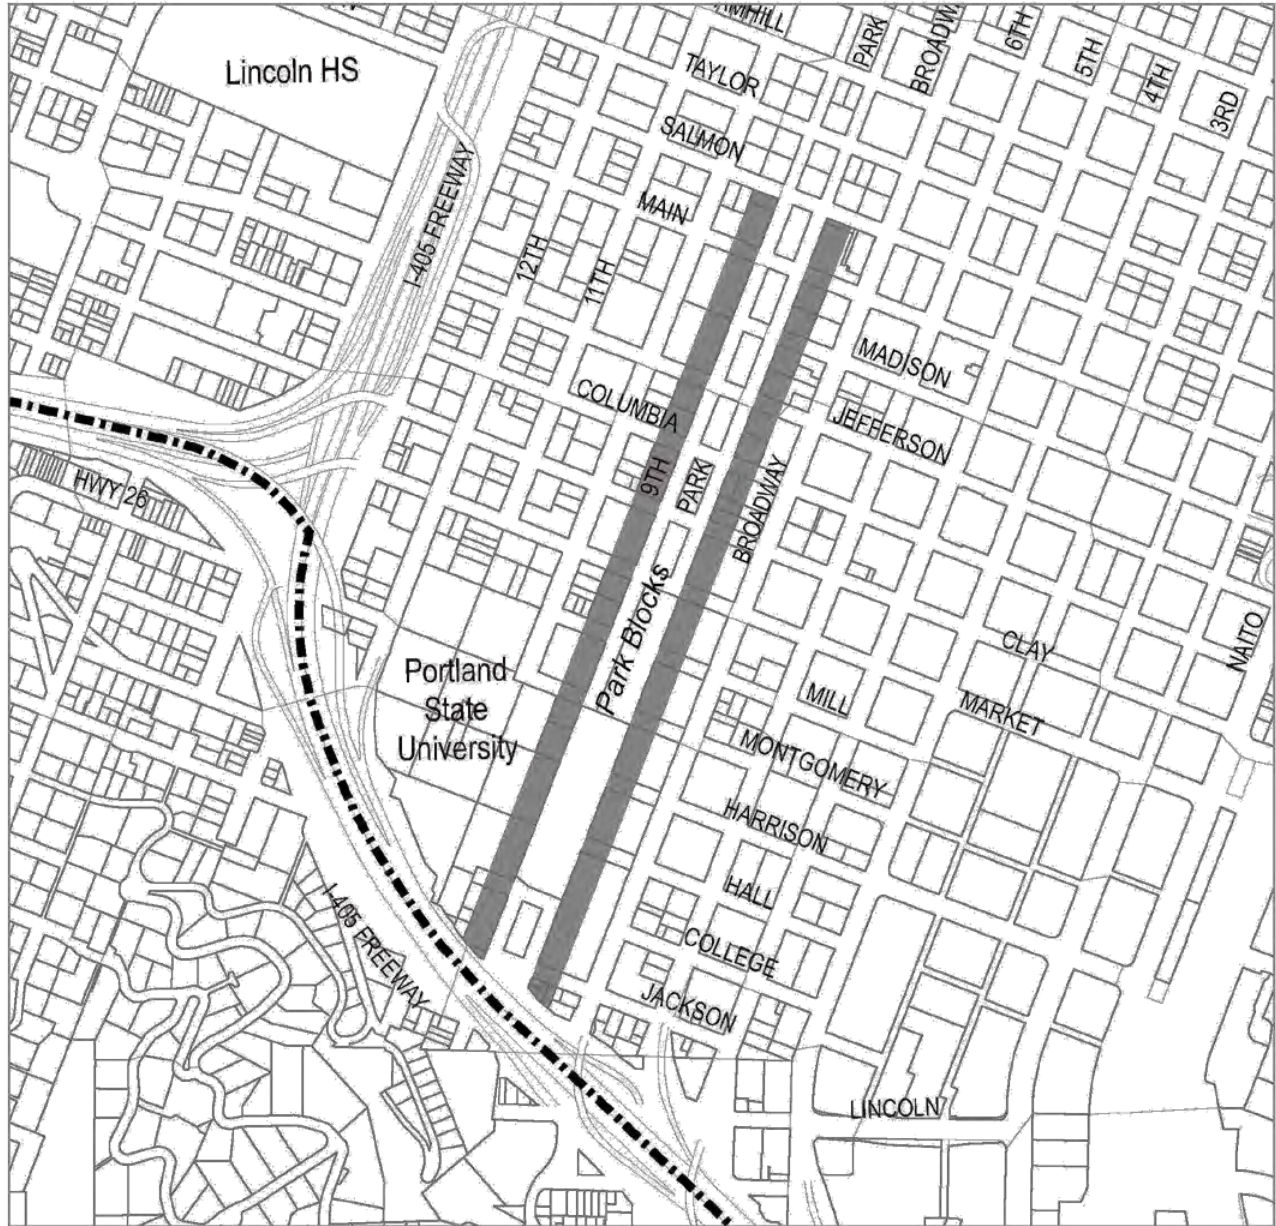 PARK
BROADW
6TH
5TH
4TH
3RD
Lincoln HS
TAYLOR
SALMON
MAIN
I-405 FREEWAY
12TH
11TH
MADISON
COLUMBIA
JEFFERSON
9TH
PARK
BROADWAY
HWY 26
Park Blocks
CLAY
NAITO
Portland
State
University
MILL
MARKET
MONTGOMERY
HARRISON
HALL
I-405 FREEWAY
COLLEGE
JACKSON
LINCOLN